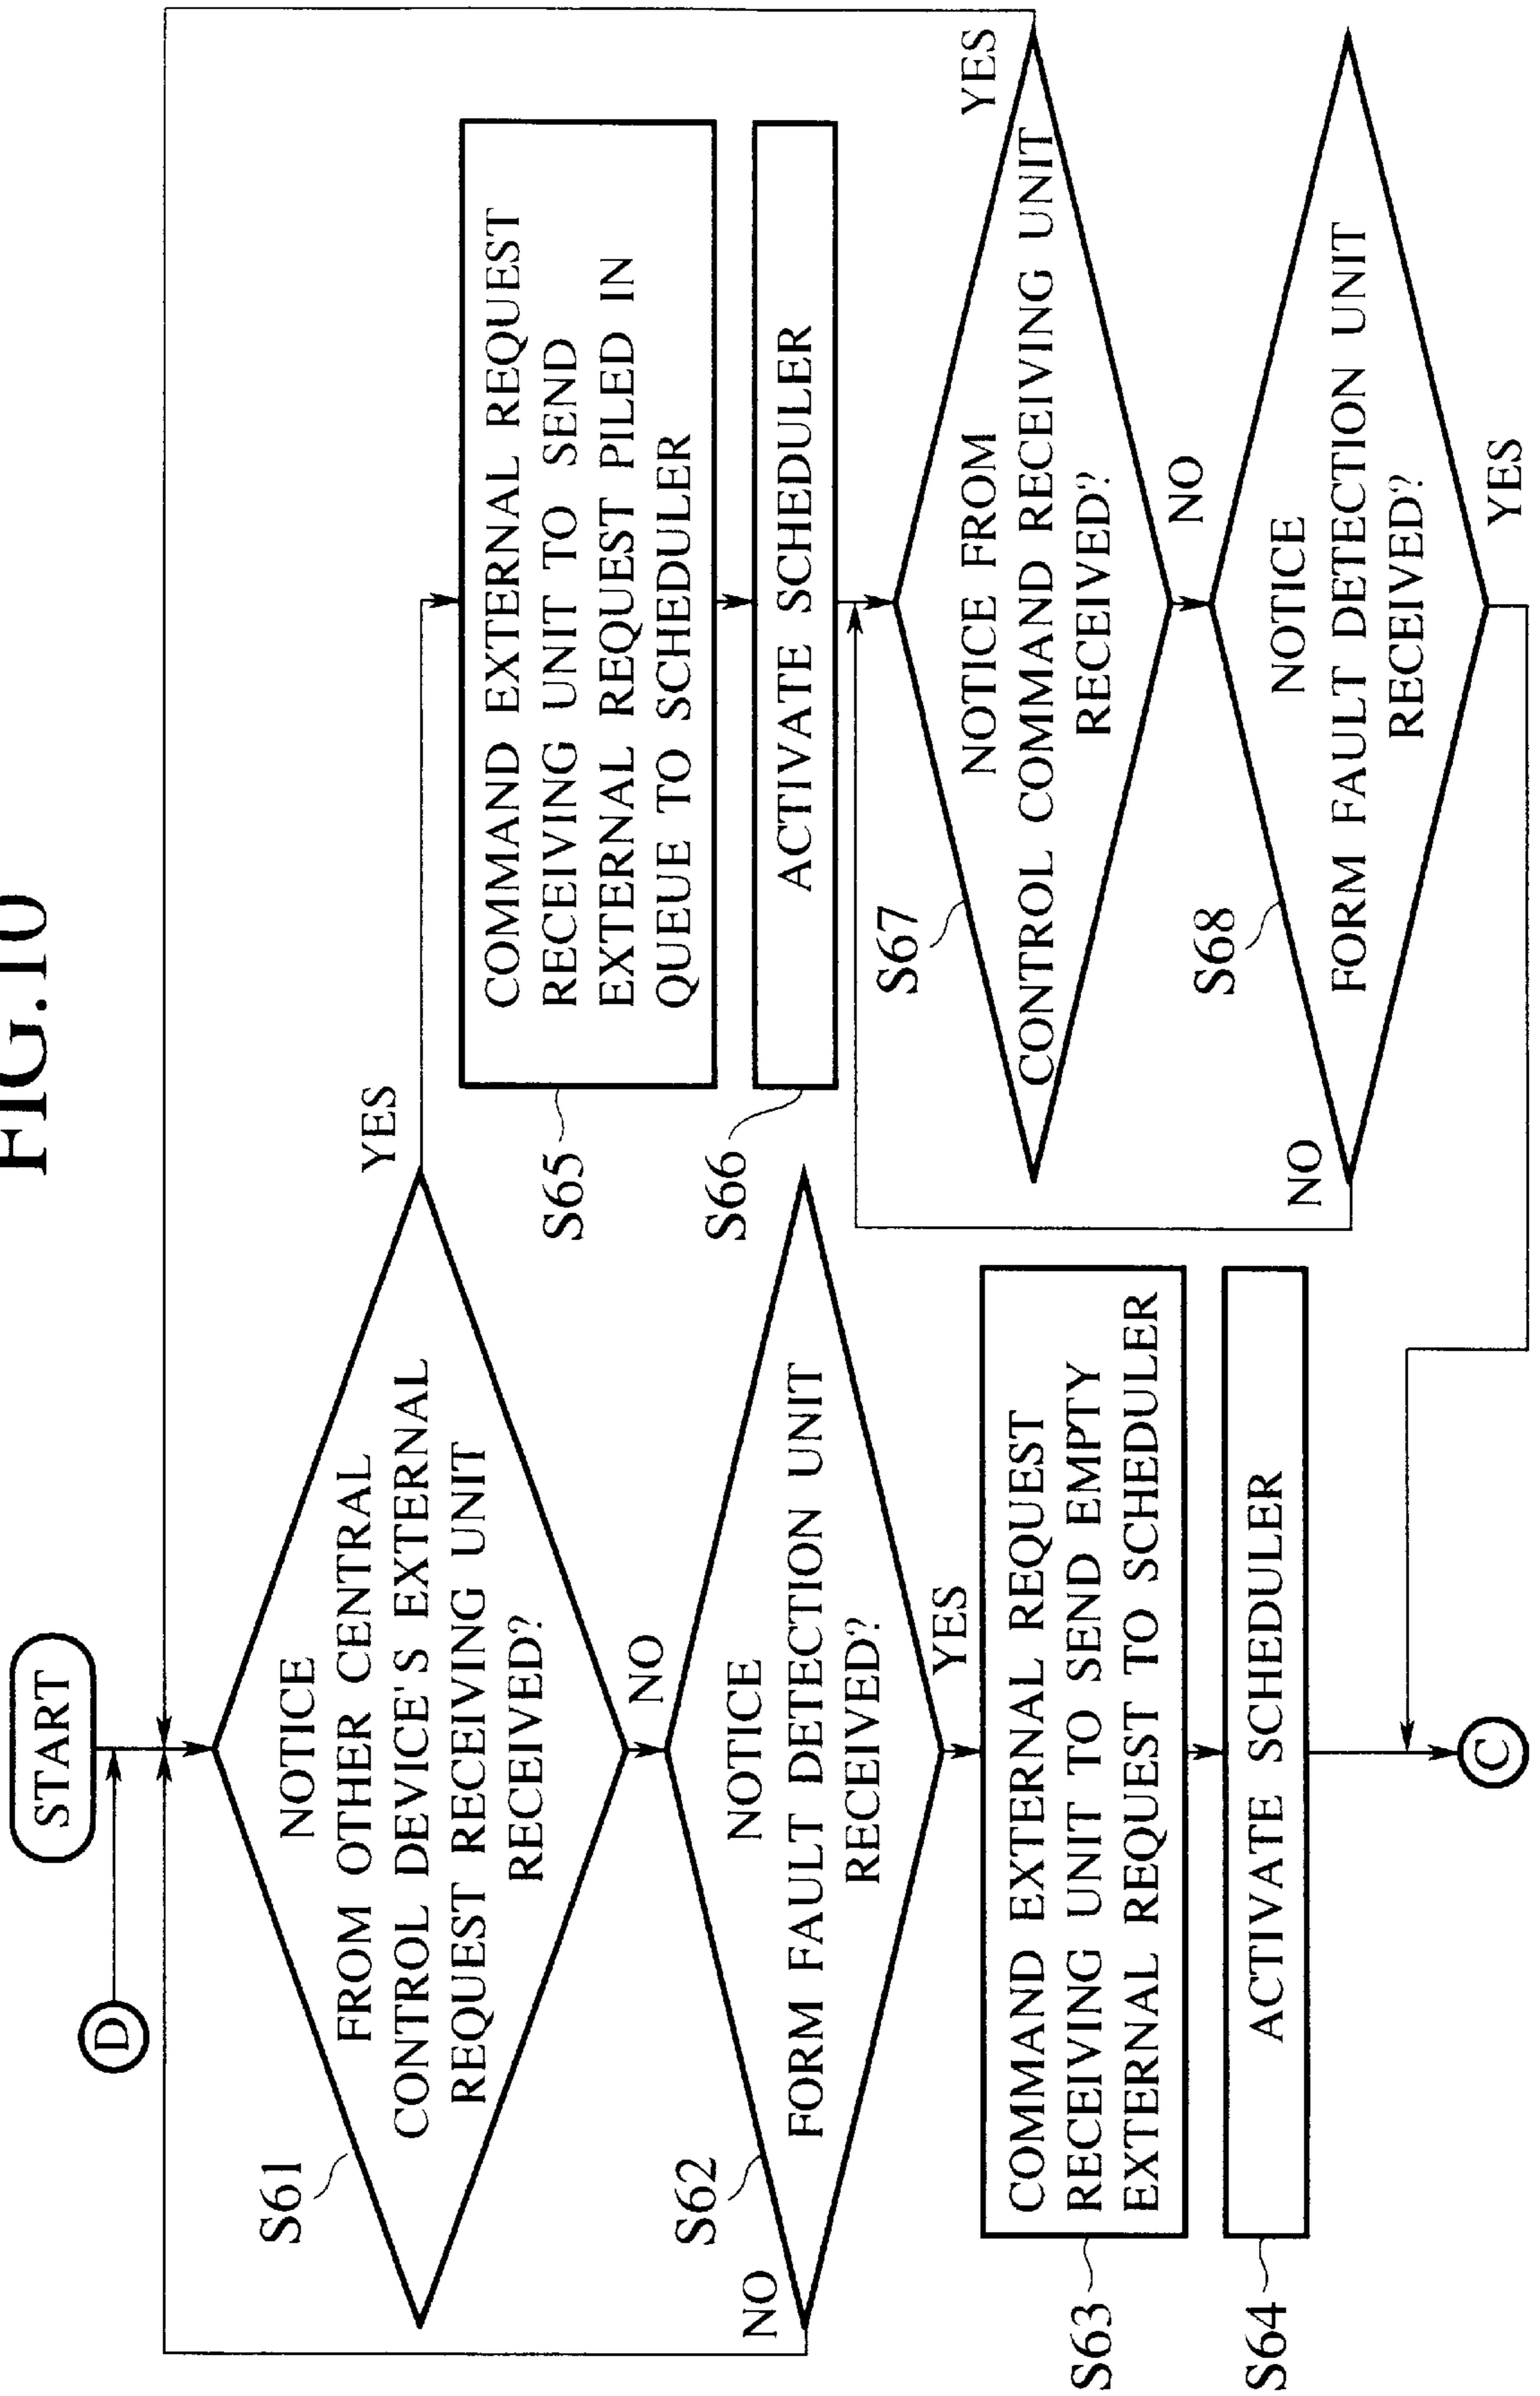 FIG.10
START
D
S61
NOTICE
FROM OTHER CENTRAL
CONTROL DEVICE'S EXTERNAL
REQUEST RECEIVING UNIT
RECEIVED?
YES
NO
S62
NOTICE
FORM FAULT DETECTION UNIT
RECEIVED?
NO
YES
S63
COMMAND EXTERNAL REQUEST
RECEIVING UNIT TO SEND EMPTY
EXTERNAL REQUEST TO SCHEDULER
S64
ACTIVATE SCHEDULER
C
S65
COMMAND EXTERNAL REQUEST
RECEIVING UNIT TO SEND
EXTERNAL REQUEST PILED IN
QUEUE TO SCHEDULER
S66
ACTIVATE SCHEDULER
S67
NOTICE FROM
CONTROL COMMAND RECEIVING UNIT
RECEIVED?
YES
NO
S68
NOTICE
FORM FAULT DETECTION UNIT
RECEIVED?
NO
YES